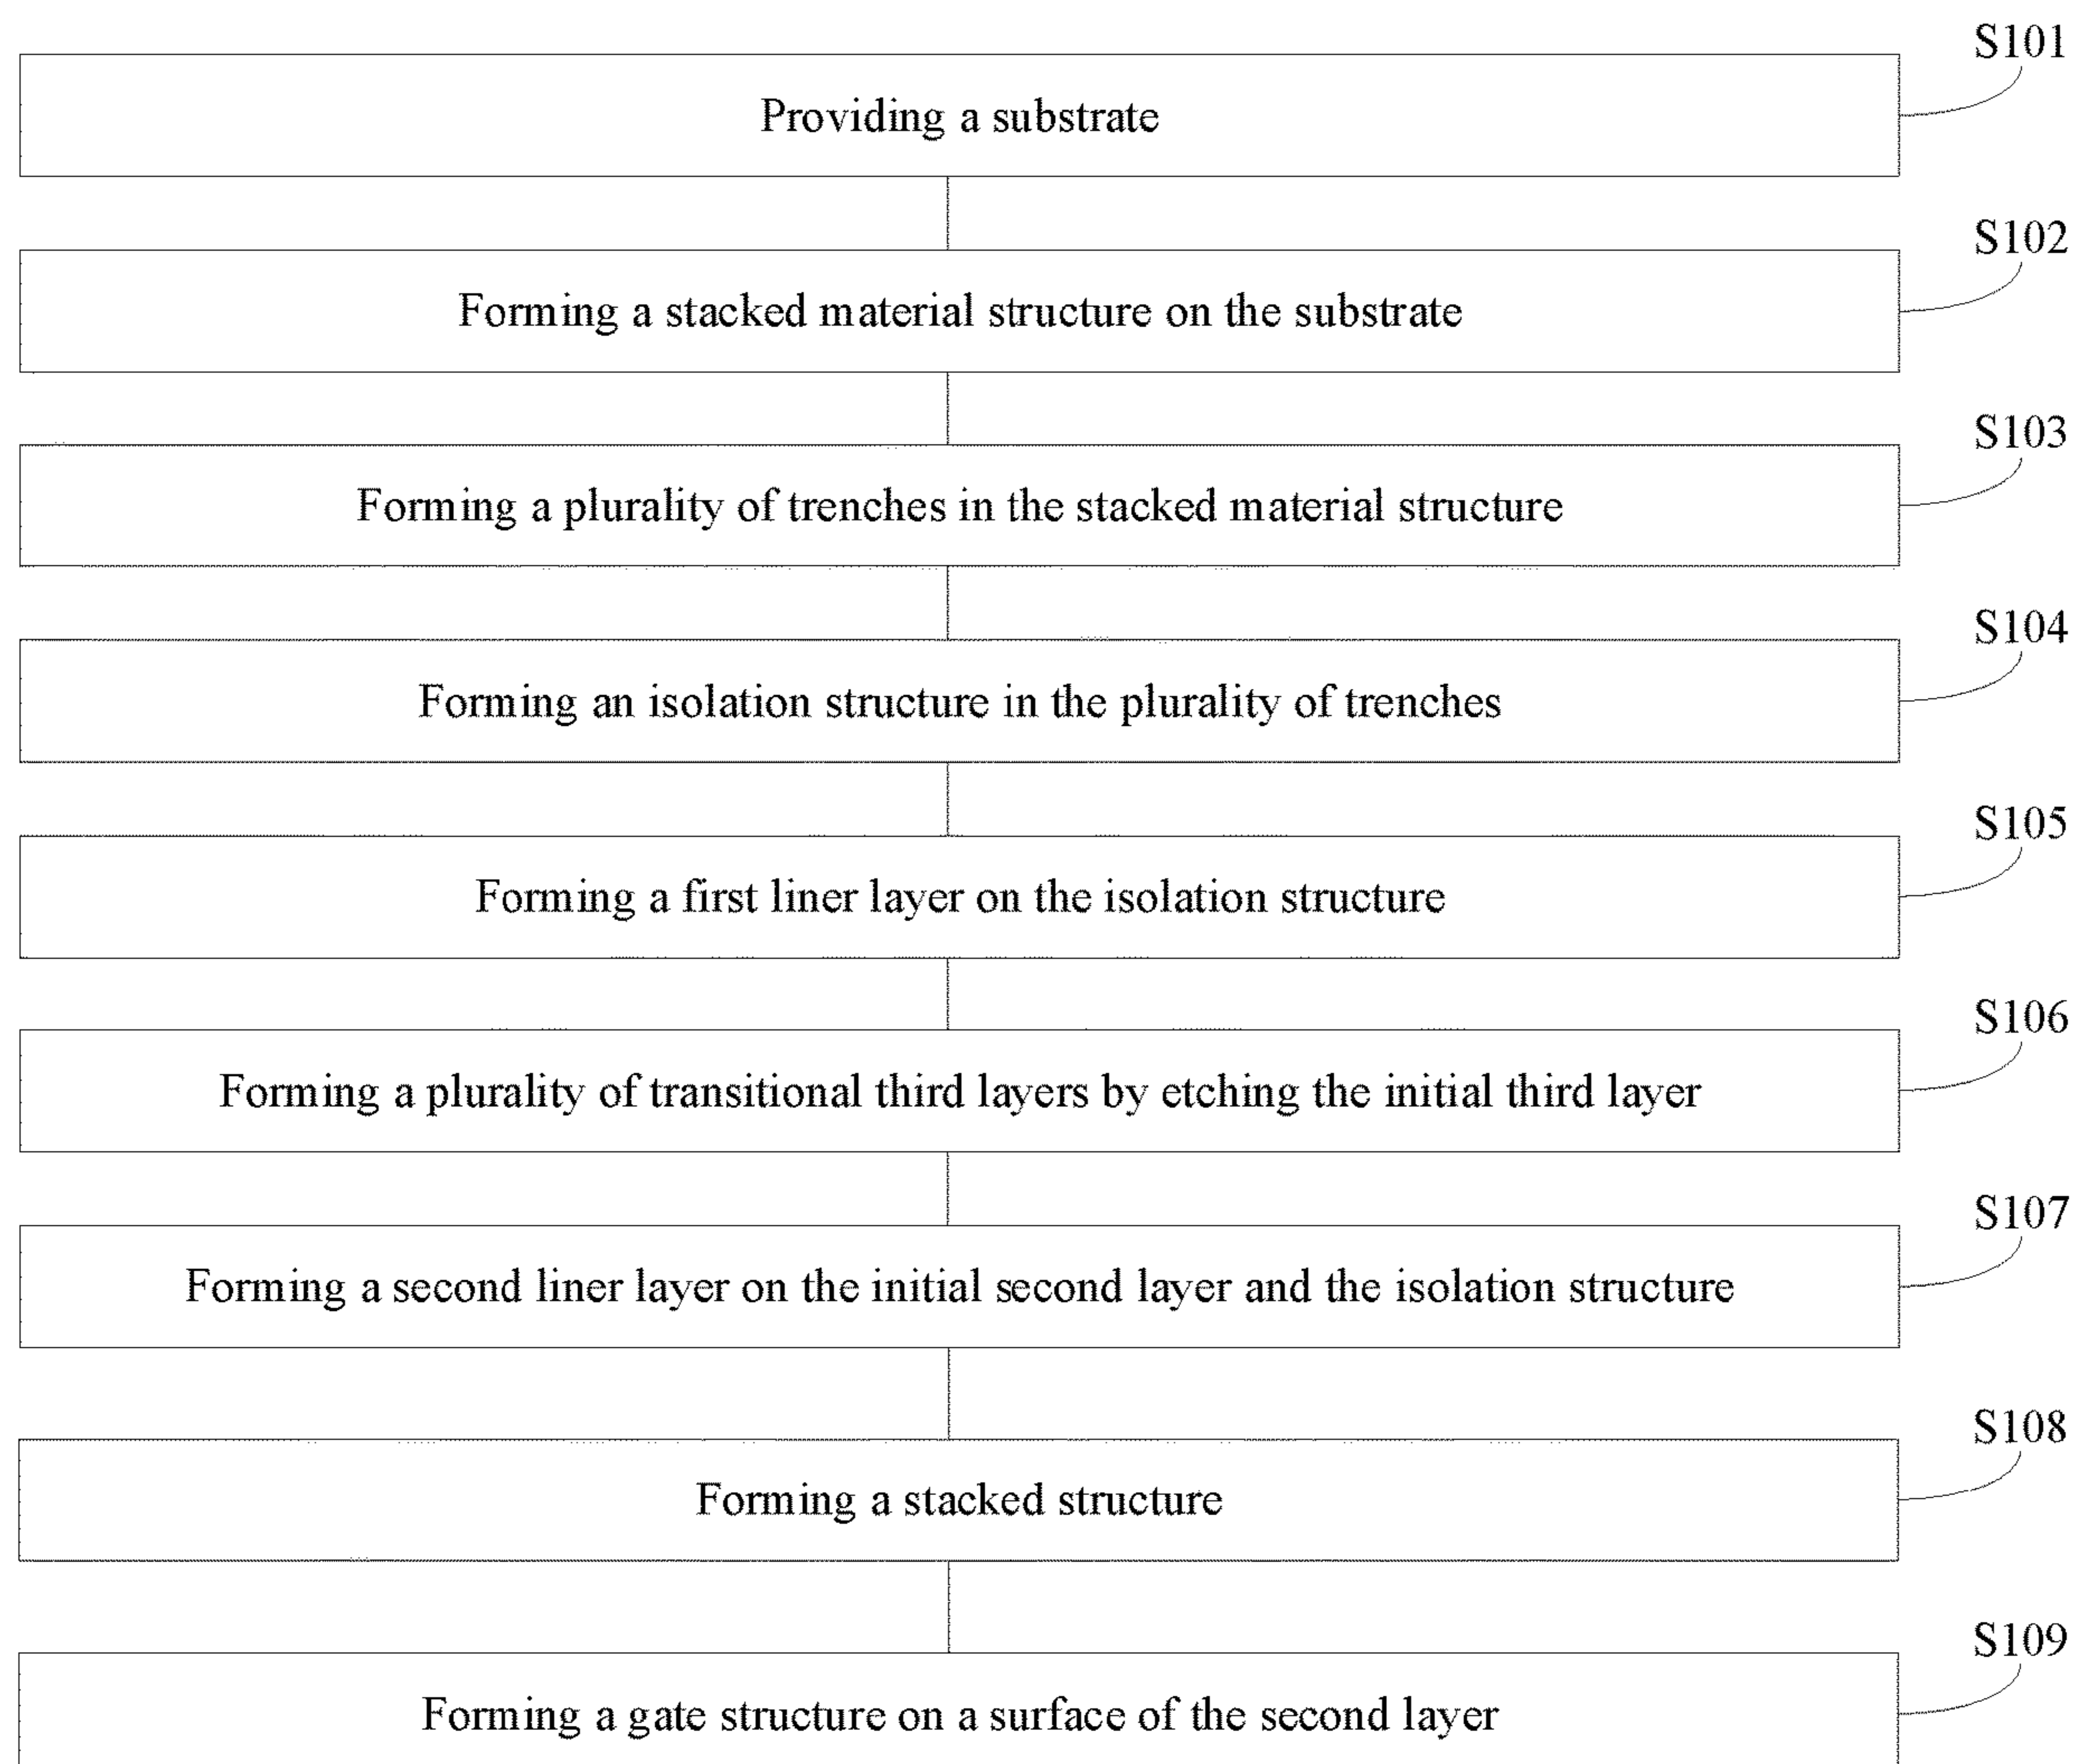 S101
Providing a substrate
S102
Forming a stacked material structure on the substrate
S103
Forming a plurality of trenches in the stacked material structure
S104
Forming an isolation structure in the plurality of trenches
S105
Forming a first liner layer on the isolation structure
S106
Forming a plurality of transitional third layers by etching the initial third layer
S107
Forming a second liner layer on the initial second layer and the isolation structure
S108
Forming a stacked structure
S109
Forming a gate structure on a surface of the second layer